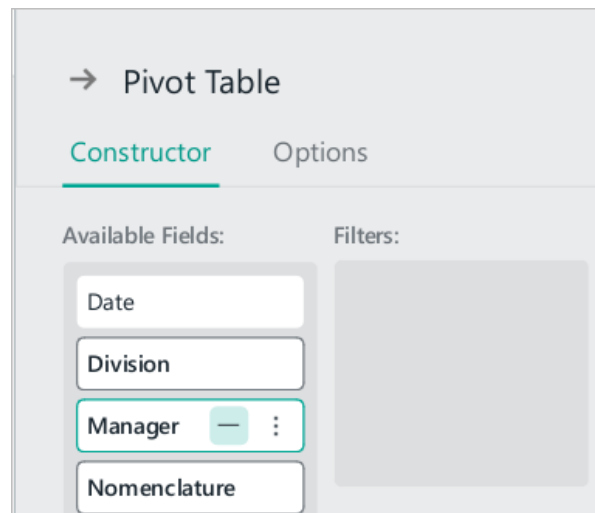 Pivot Table
Constructor Options
Available Fields: Filters:
Date
Division
Manager
Nomenclature